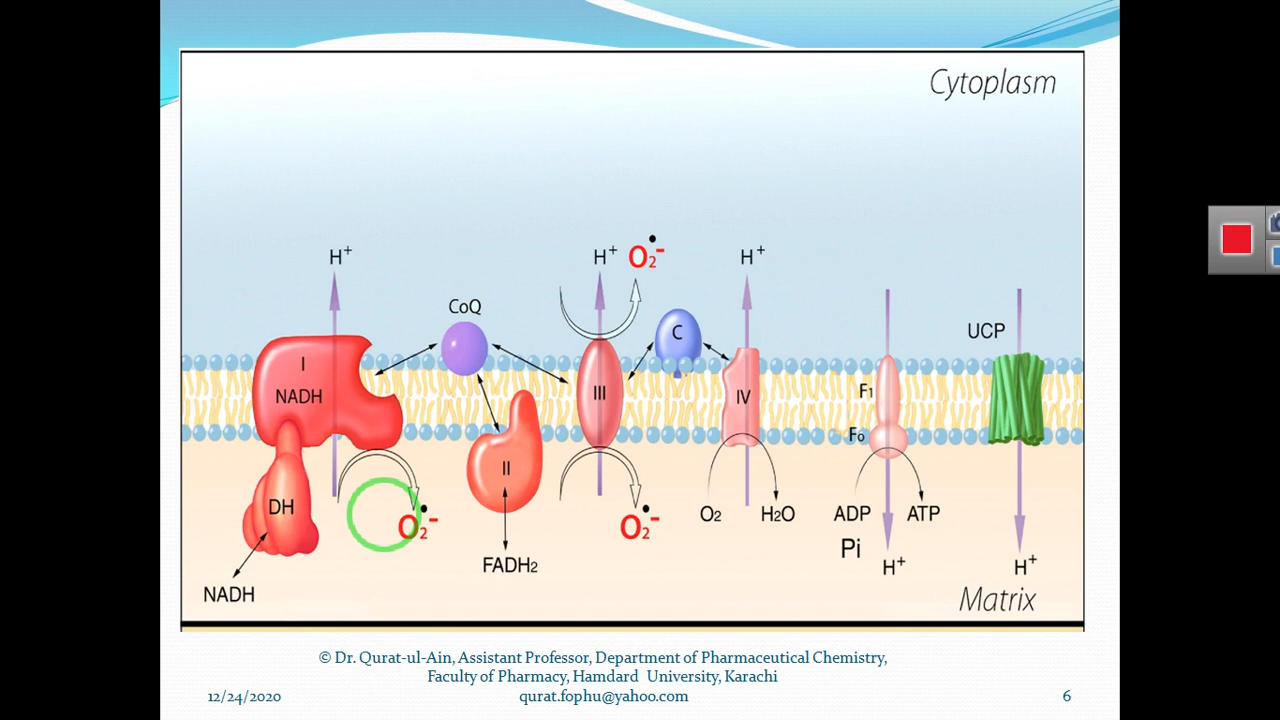 Cytoplasm
H⁺
H⁺
O₂•⁻
H⁺
CoQ
C
UCP
I
NADH
III
IV
F₁
F₀
II
DH
O₂•⁻
O₂•⁻
O₂
H₂O
ADP
ATP
Pi
FADH₂
H⁺
H⁺
NADH
Matrix
© Dr. Qurat-ul-Ain, Assistant Professor, Department of Pharmaceutical Chemistry,
Faculty of Pharmacy, Hamdard University, Karachi
12/24/2020
qurat.fophu@yahoo.com
6